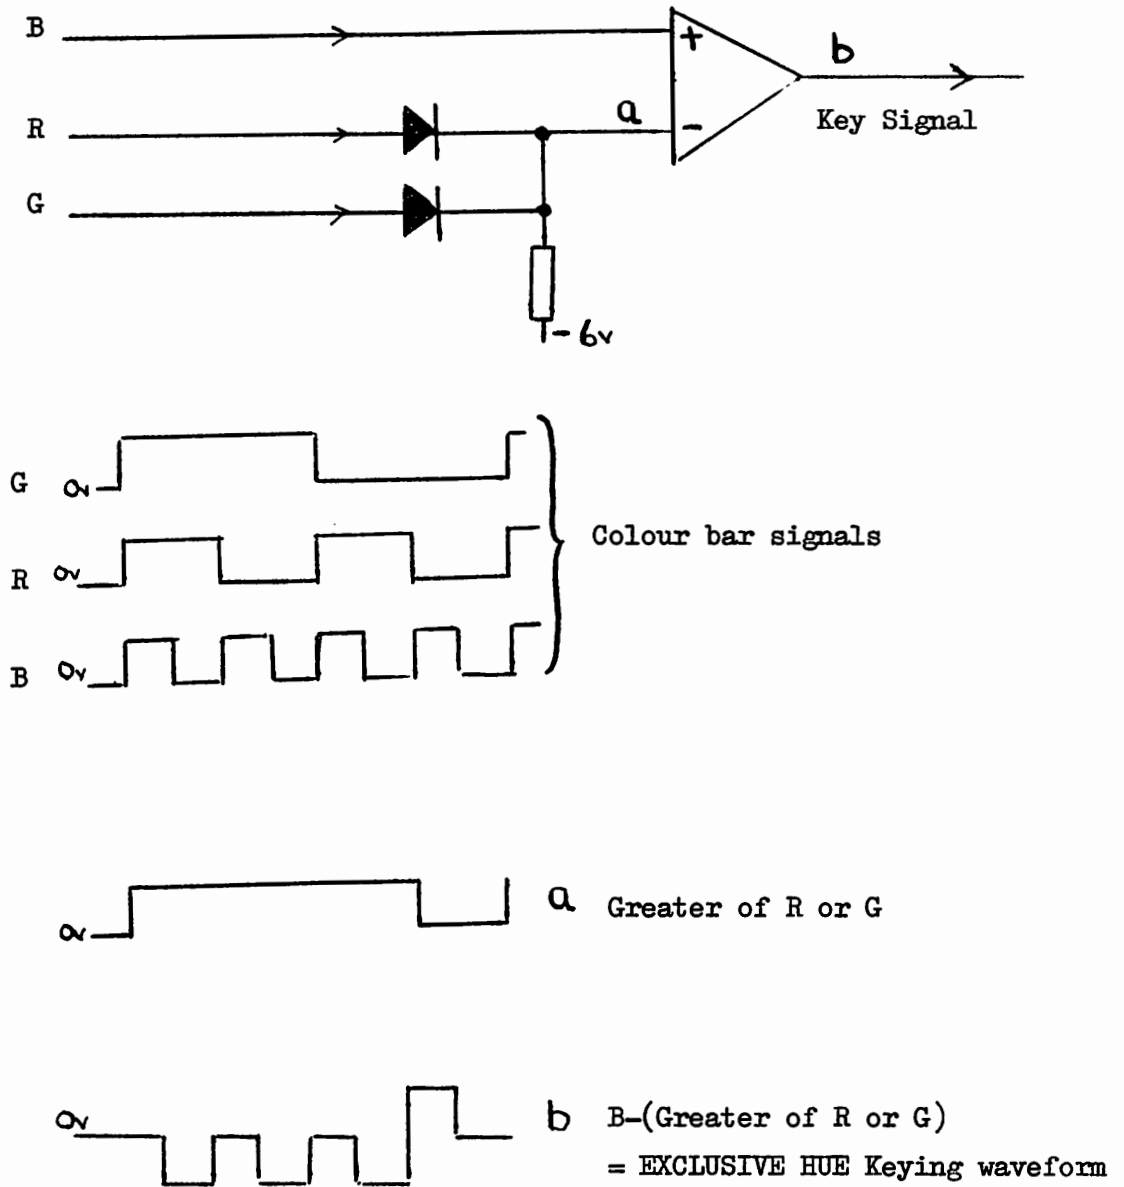 B
+
b
R
a
-
Key Signal
G
- 6v
G 0v
Colour bar signals
R 0v
B 0v
0v
a Greater of R or G
0v
b B-(Greater of R or G)
= EXCLUSIVE HUE Keying waveform